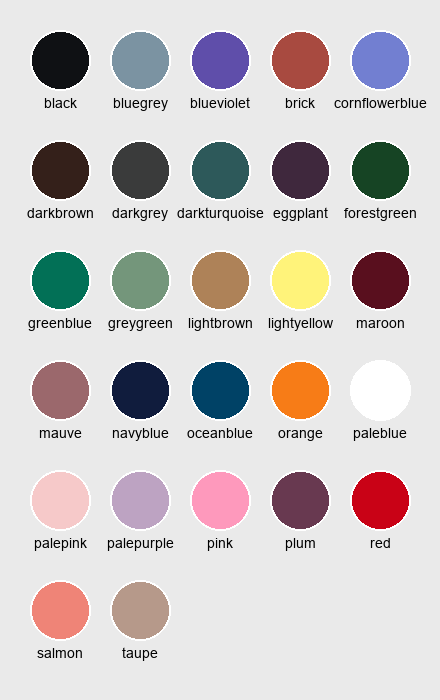 black bluegrey blueviolet brick cornflowerblue
darkbrown darkgrey darkturquoise eggplant forestgreen
greenblue greygreen lightbrown lightyellow maroon
mauve navyblue oceanblue orange paleblue
palepink palepurple pink plum red
salmon taupe